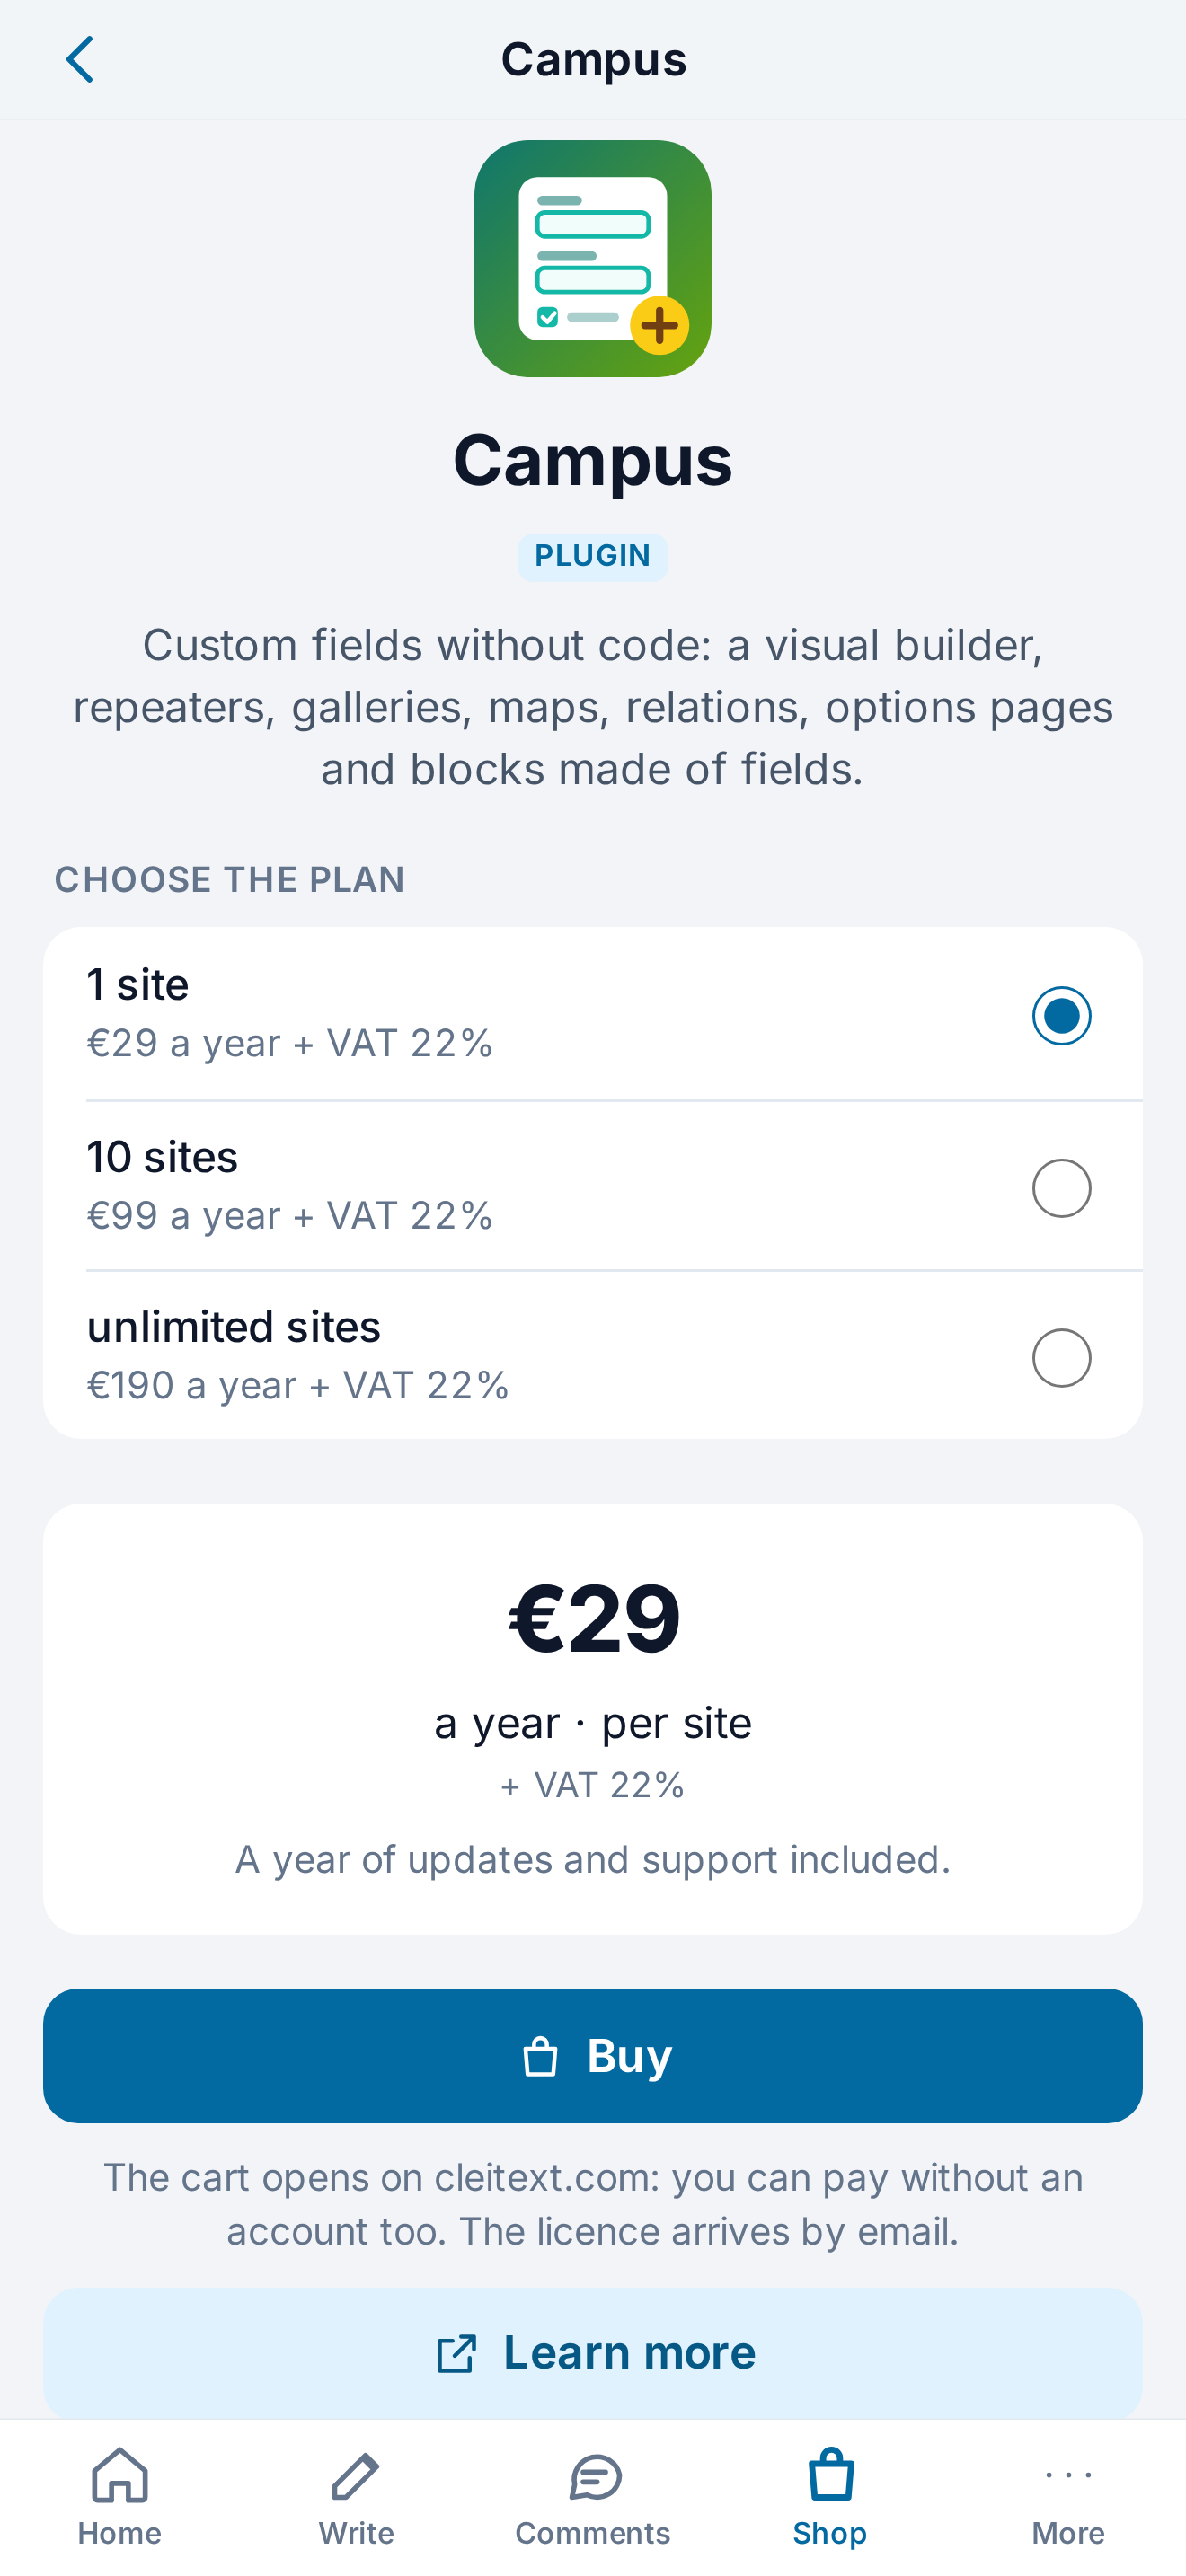 Campus
Campus
PLUGIN
Custom fields without code: a visual builder,
repeaters, galleries, maps, relations, options pages
and blocks made of fields.
CHOOSE THE PLAN
1 site
€29 a year + VAT 22%
10 sites
€99 a year + VAT 22%
unlimited sites
€190 a year + VAT 22%
€29
a year · per site
+ VAT 22%
A year of updates and support included.
Buy
The cart opens on cleitext.com: you can pay without an
account too. The licence arrives by email.
Learn more
Home
Write
Comments
Shop
More